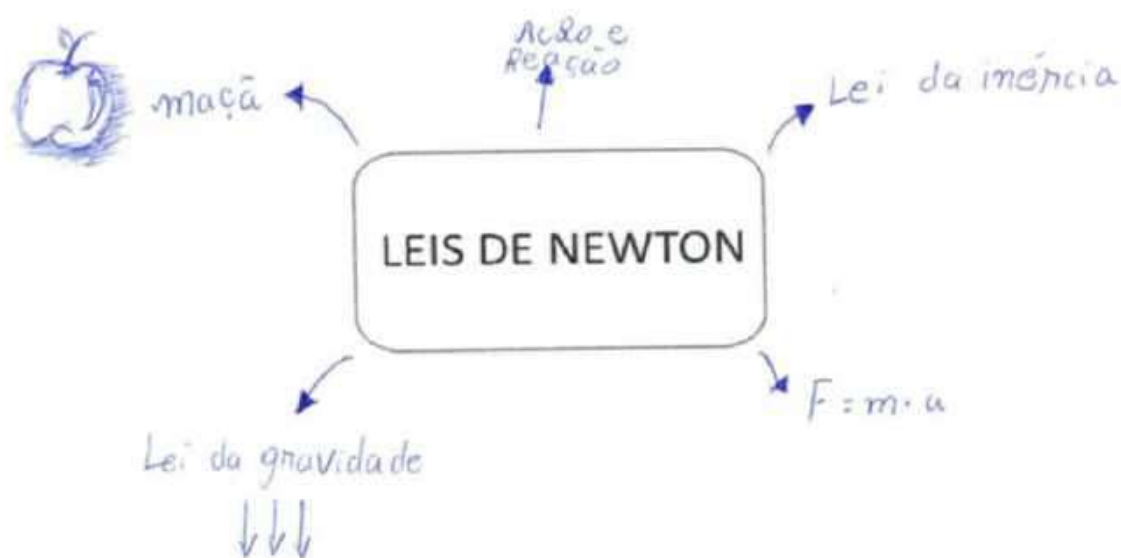 Ação e
Reação
maçã
Lei da inércia
LEIS DE NEWTON
F = m · a
Lei da gravidade